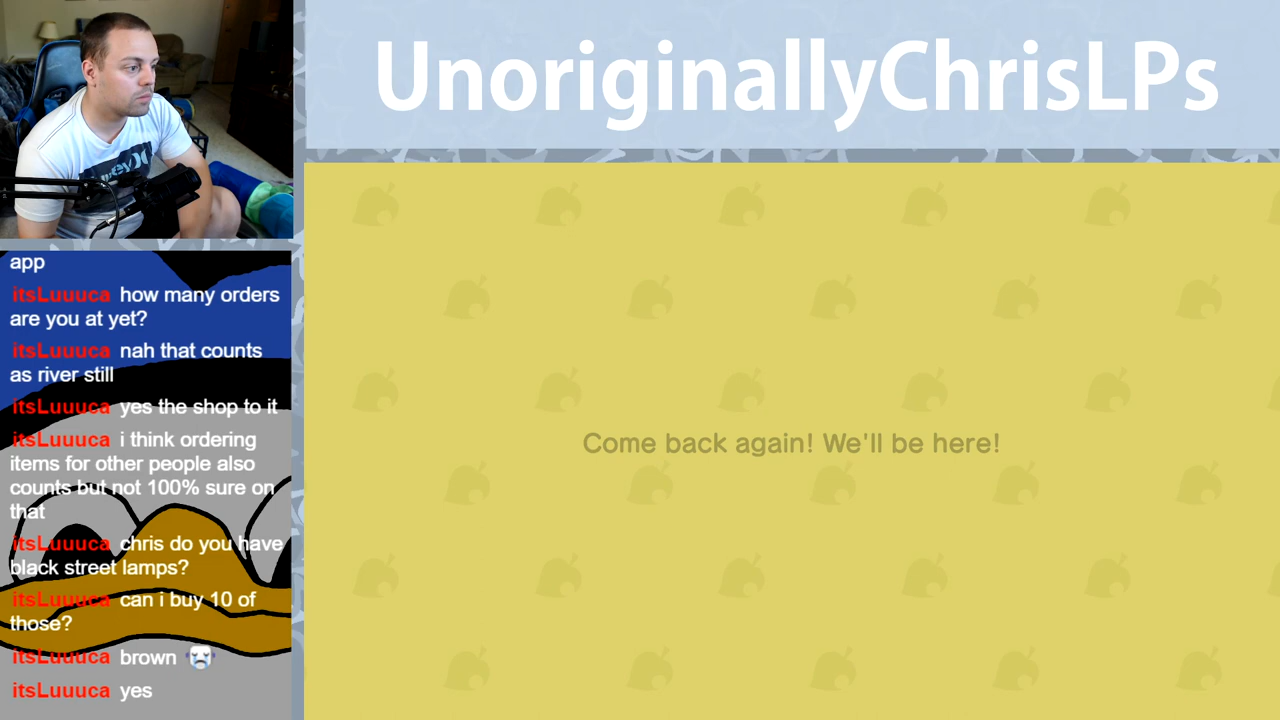 UnoriginallyChrisLPs
app
itsLuuuca how many orders
are you at yet?
itsLuuuca nah that counts
as river still
itsLuuuca yes the shop to it
itsLuuuca i think ordering
items for other people also
counts but not 100% sure on
that
itsLuuuca chris do you have
black street lamps?
itsLuuuca can i buy 10 of
those?
itsLuuuca brown
itsLuuuca yes
Come back again! We'll be here!